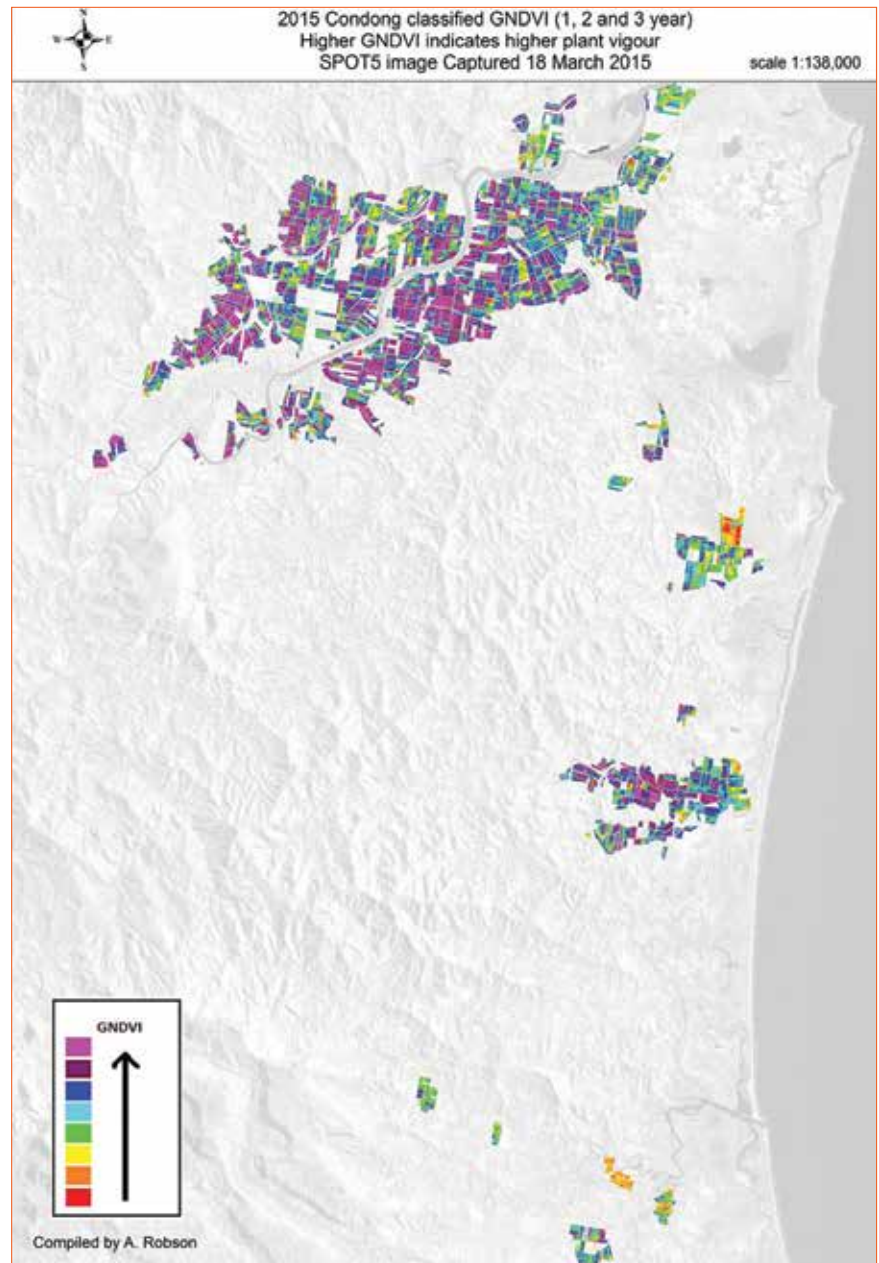 2015 Condong classified GNDVI (1, 2 and 3 year)
Higher GNDVI indicates higher plant vigour
SPOT5 image Captured 18 March 2015
scale 1:138,000
N
W
E
S
GNDVI
Compiled by A. Robson